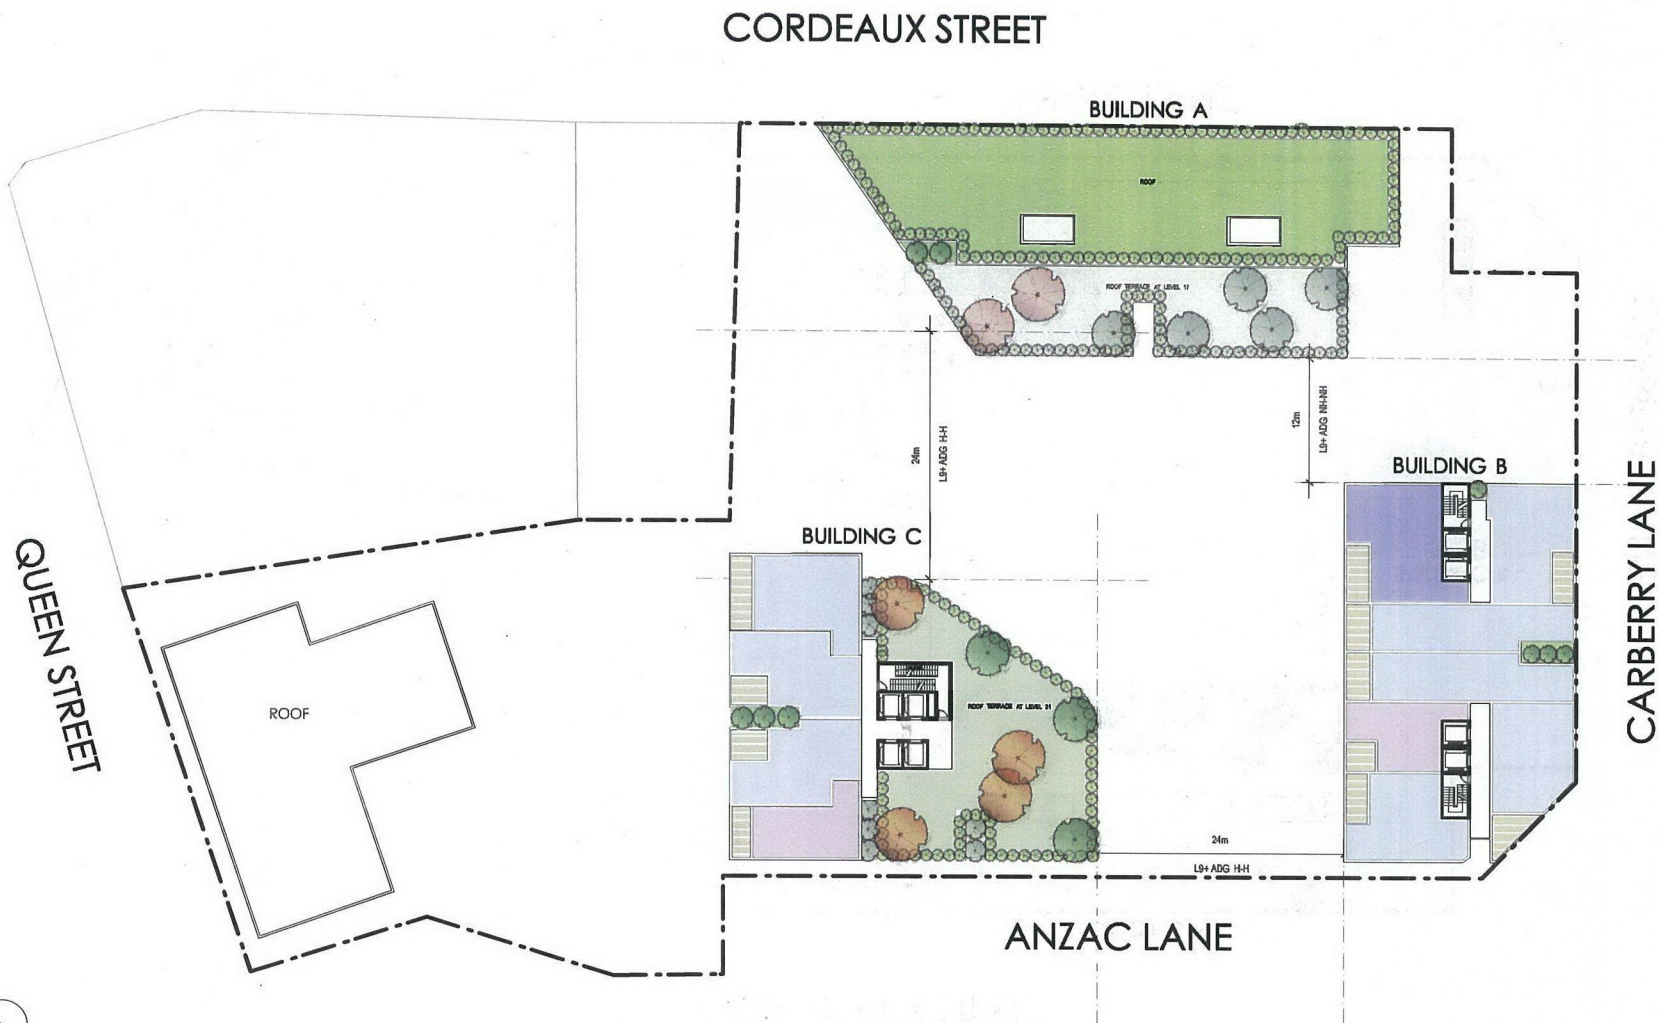 CORDEAUX STREET
BUILDING A
ROOF
ROOF TERRACE AT LEVEL 17
24m
L9+ ADG H-H
12m
L9+ ADG NH-NH
BUILDING B
BUILDING C
CARBERRY LANE
QUEEN STREET
ROOF
ROOF TERRACE AT LEVEL 21
24m
L9+ ADG H-H
ANZAC LANE